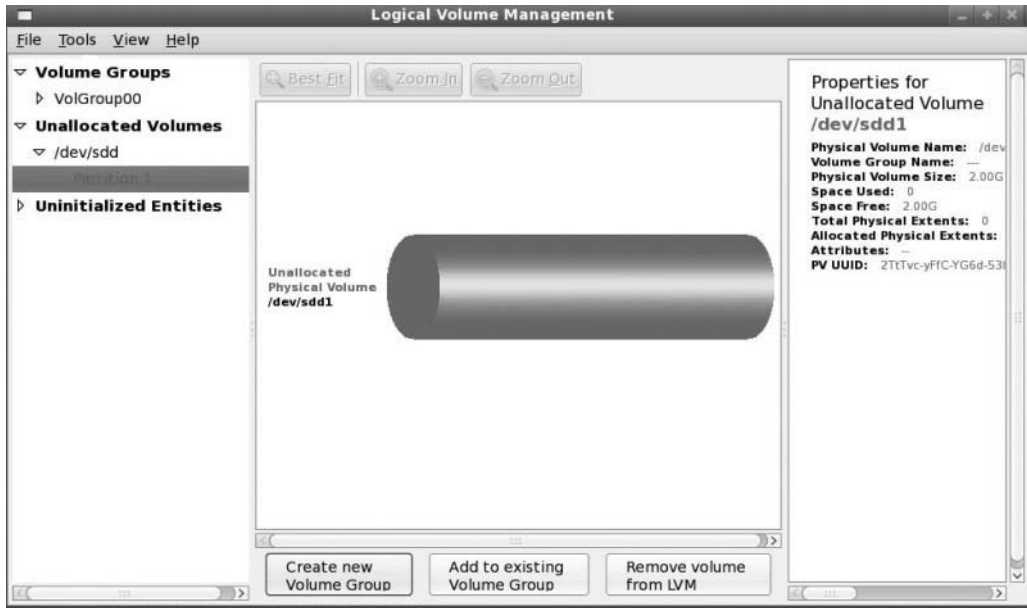 Logical Volume Management
File Tools View Help
Volume Groups
VolGroup00
Unallocated Volumes
/dev/sdd
Partition 1
Uninitialized Entities
Best Fit Zoom In Zoom Out
Unallocated
Physical Volume
/dev/sdd1
Create new
Volume Group
Add to existing
Volume Group
Remove volume
from LVM
Properties for
Unallocated Volume
/dev/sdd1
Physical Volume Name: /dev
Volume Group Name: ---
Physical Volume Size: 2.00G
Space Used: 0
Space Free: 2.00G
Total Physical Extents: 0
Allocated Physical Extents:
Attributes: --
PV UUID: 2TtTvc-yFfC-YG6d-53